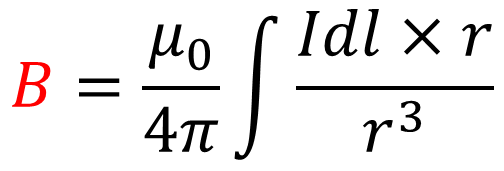 B = μ₀/4π ∫ Idl × r/r³